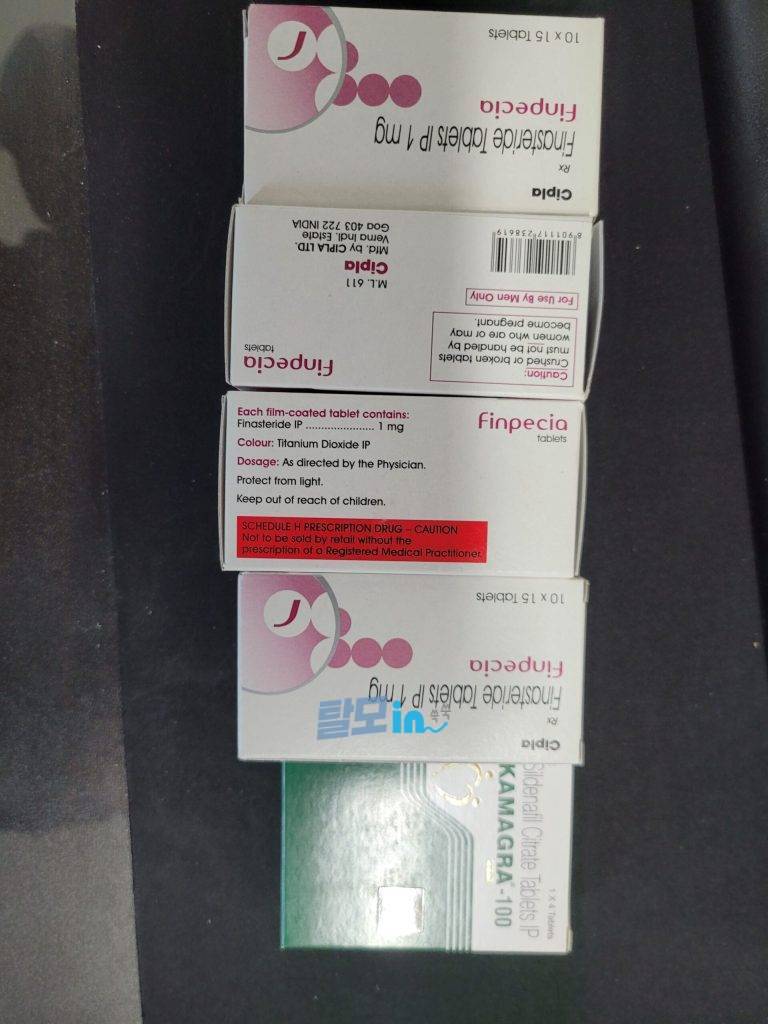 10 x 15 Tablets
Finpecia
Finasteride Tablets IP 1 mg
Rx
Cipla
Finpecia
tablets
Caution:
Crushed or broken tablets
must not be handled by
women who are or may
become pregnant.
For Use By Men Only
8 901117 238619
M.L. 611
Cipla
Mfd. by CIPLA LTD.
Verna Indl. Estate
Goa 403 722 INDIA
Finpecia
tablets
Each film-coated tablet contains:
Finasteride IP ...................... 1 mg
Colour: Titanium Dioxide IP
Dosage: As directed by the Physician.
Protect from light.
Keep out of reach of children.
SCHEDULE H PRESCRIPTION DRUG – CAUTION
Not to be sold by retail without the
prescription of a Registered Medical Practitioner.
10 x 15 Tablets
Finpecia
Finasteride Tablets IP 1 mg
Rx
Cipla
탈모in
Sildenafil Citrate Tablets IP
KAMAGRA®-100
1 X 4 Tablets